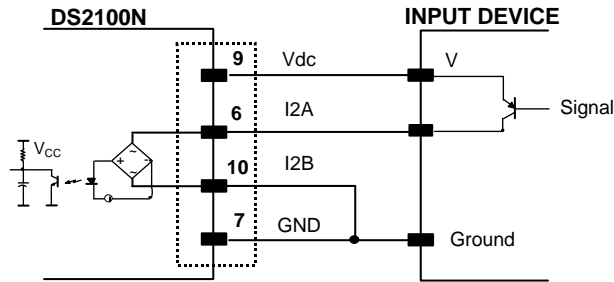 DS2100N
INPUT DEVICE
9 Vdc V
Signal
6 I2A
VCC
+ ~ - ~
10 I2B
7 GND Ground